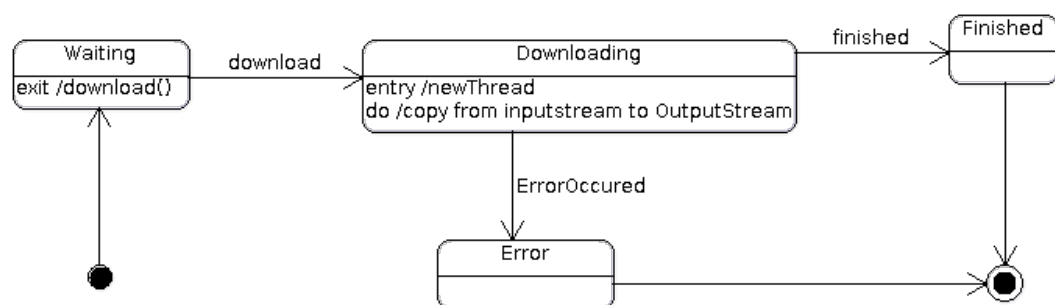 Waiting
exit /download()
download
Downloading
entry /newThread
do /copy from inputstream to OutputStream
finished
Finished
ErrorOccured
Error